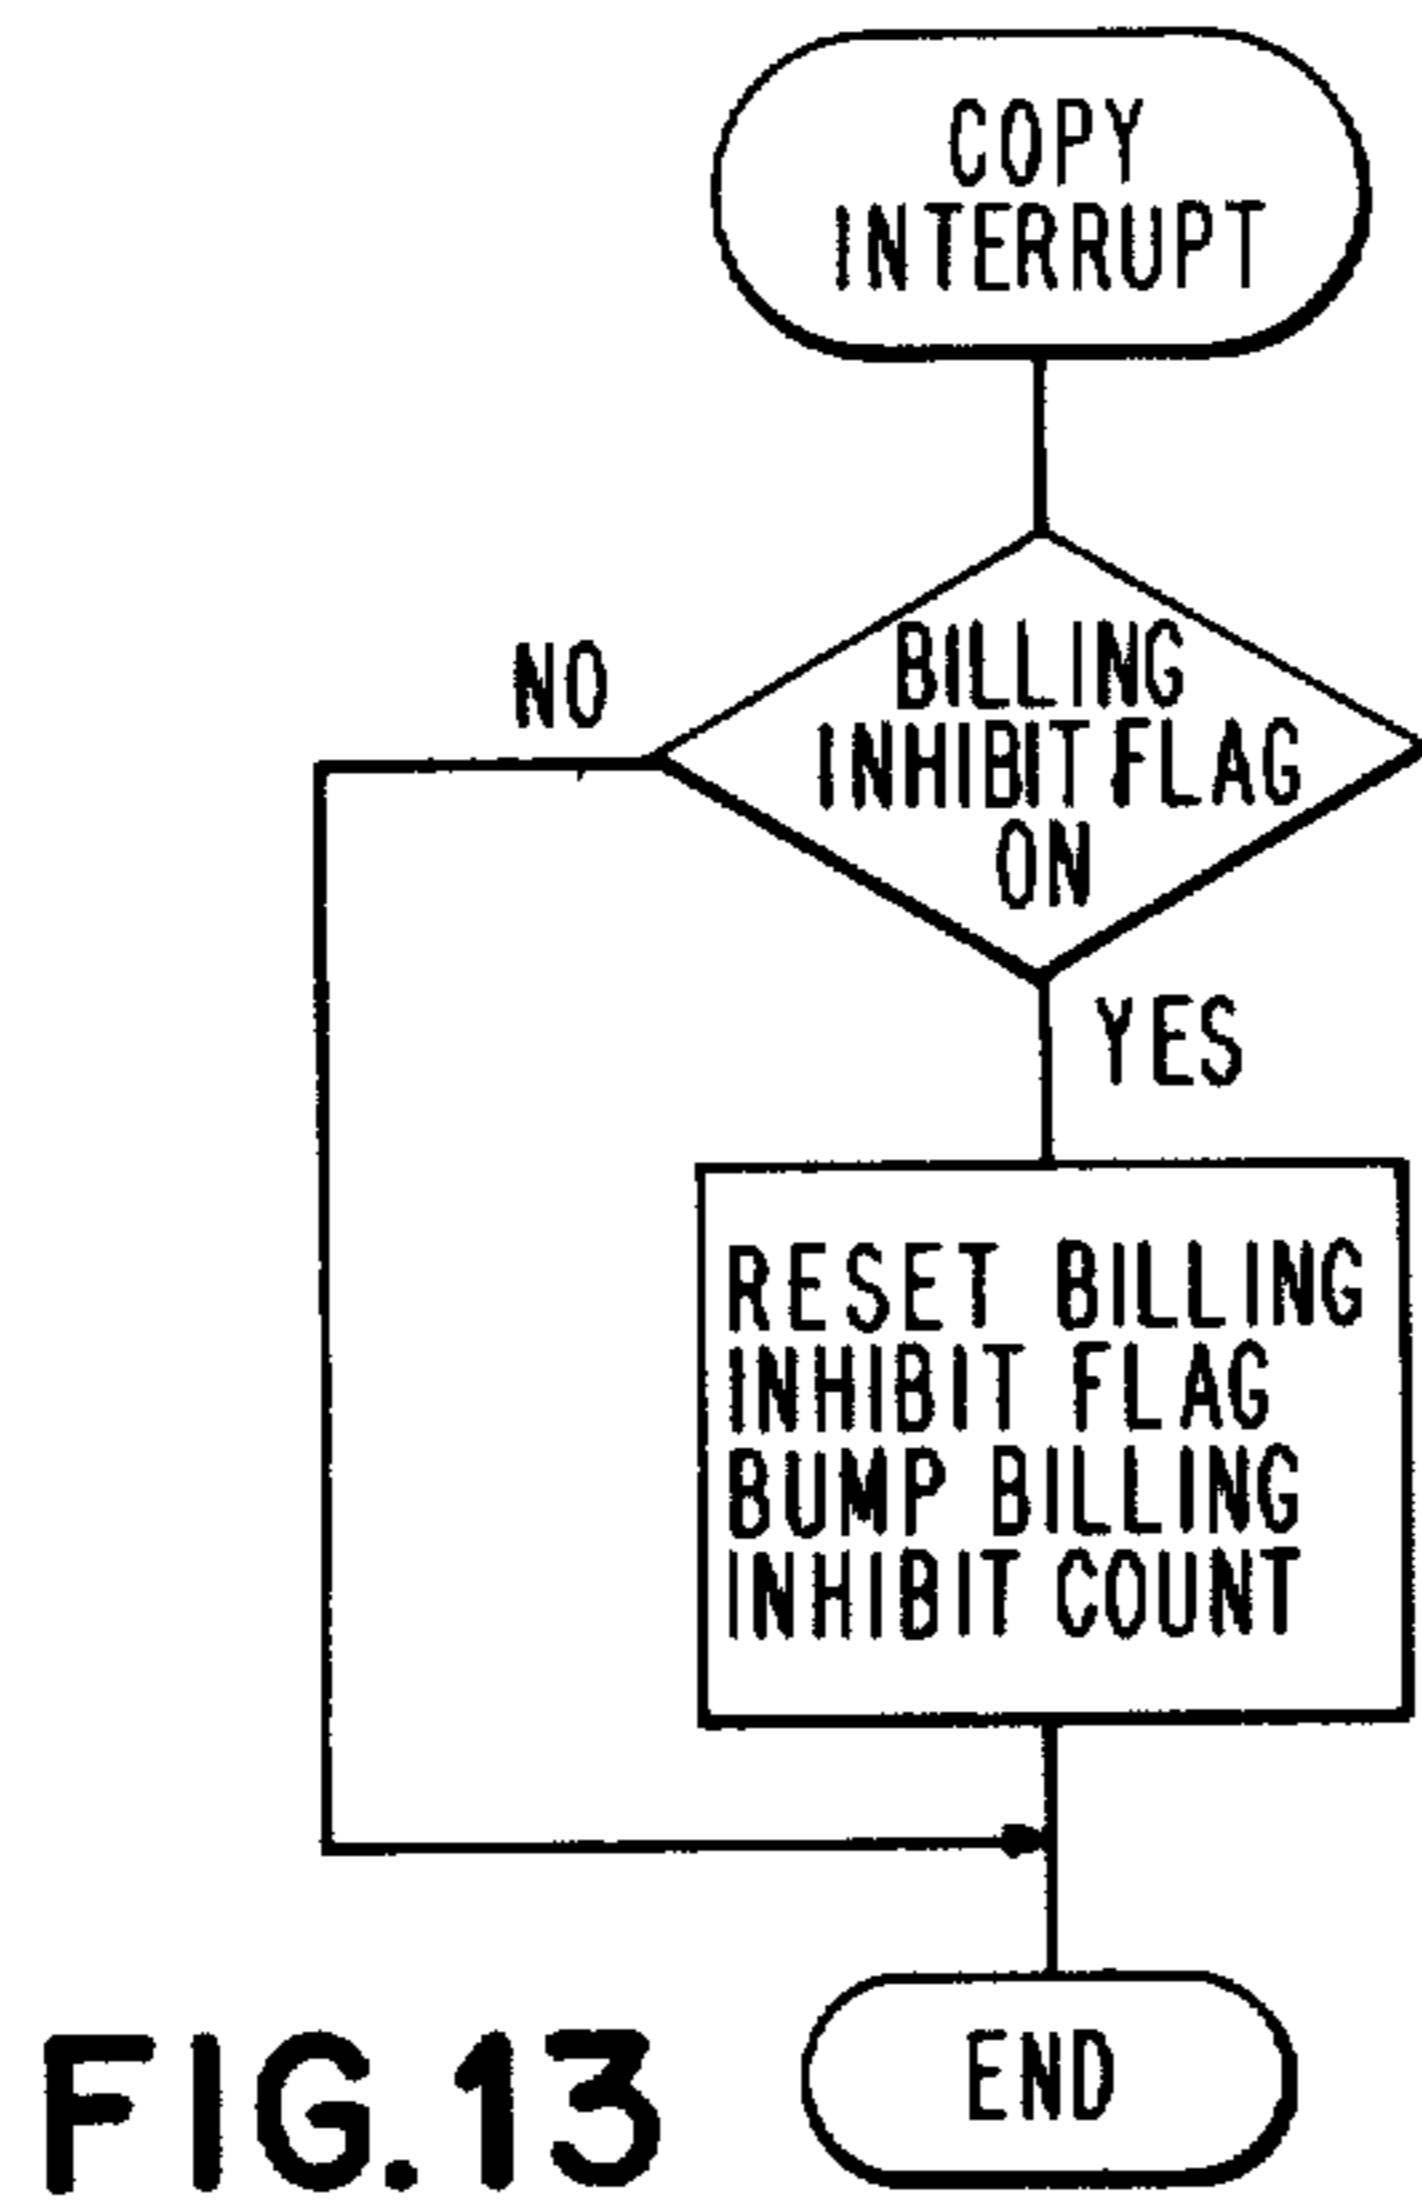 COPY
INTERRUPT
BILLING
INHIBIT FLAG
ON
NO
YES
RESET BILLING
INHIBIT FLAG
BUMP BILLING
INHIBIT COUNT
END
FIG.13